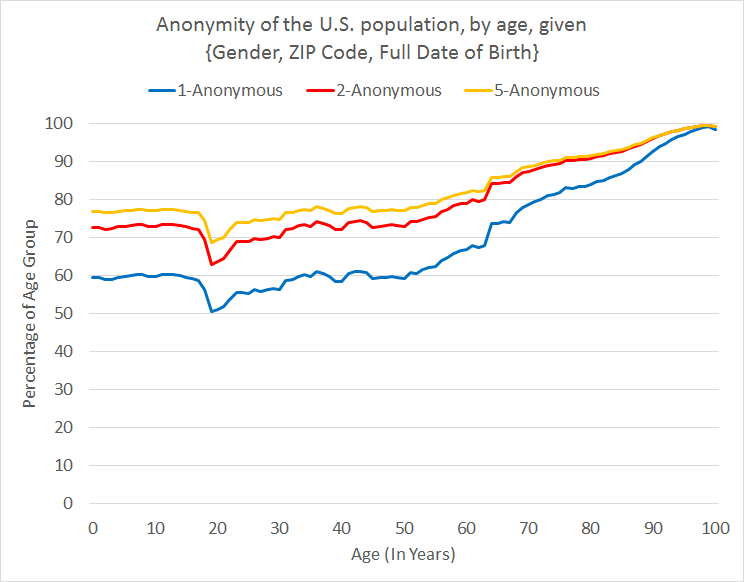 Anonymity of the U.S. population, by age, given
{Gender, ZIP Code, Full Date of Birth}
1-Anonymous 2-Anonymous 5-Anonymous
100
90
80
70
60
50
40
30
20
10
0
Percentage of Age Group
0 10 20 30 40 50 60 70 80 90 100
Age (In Years)